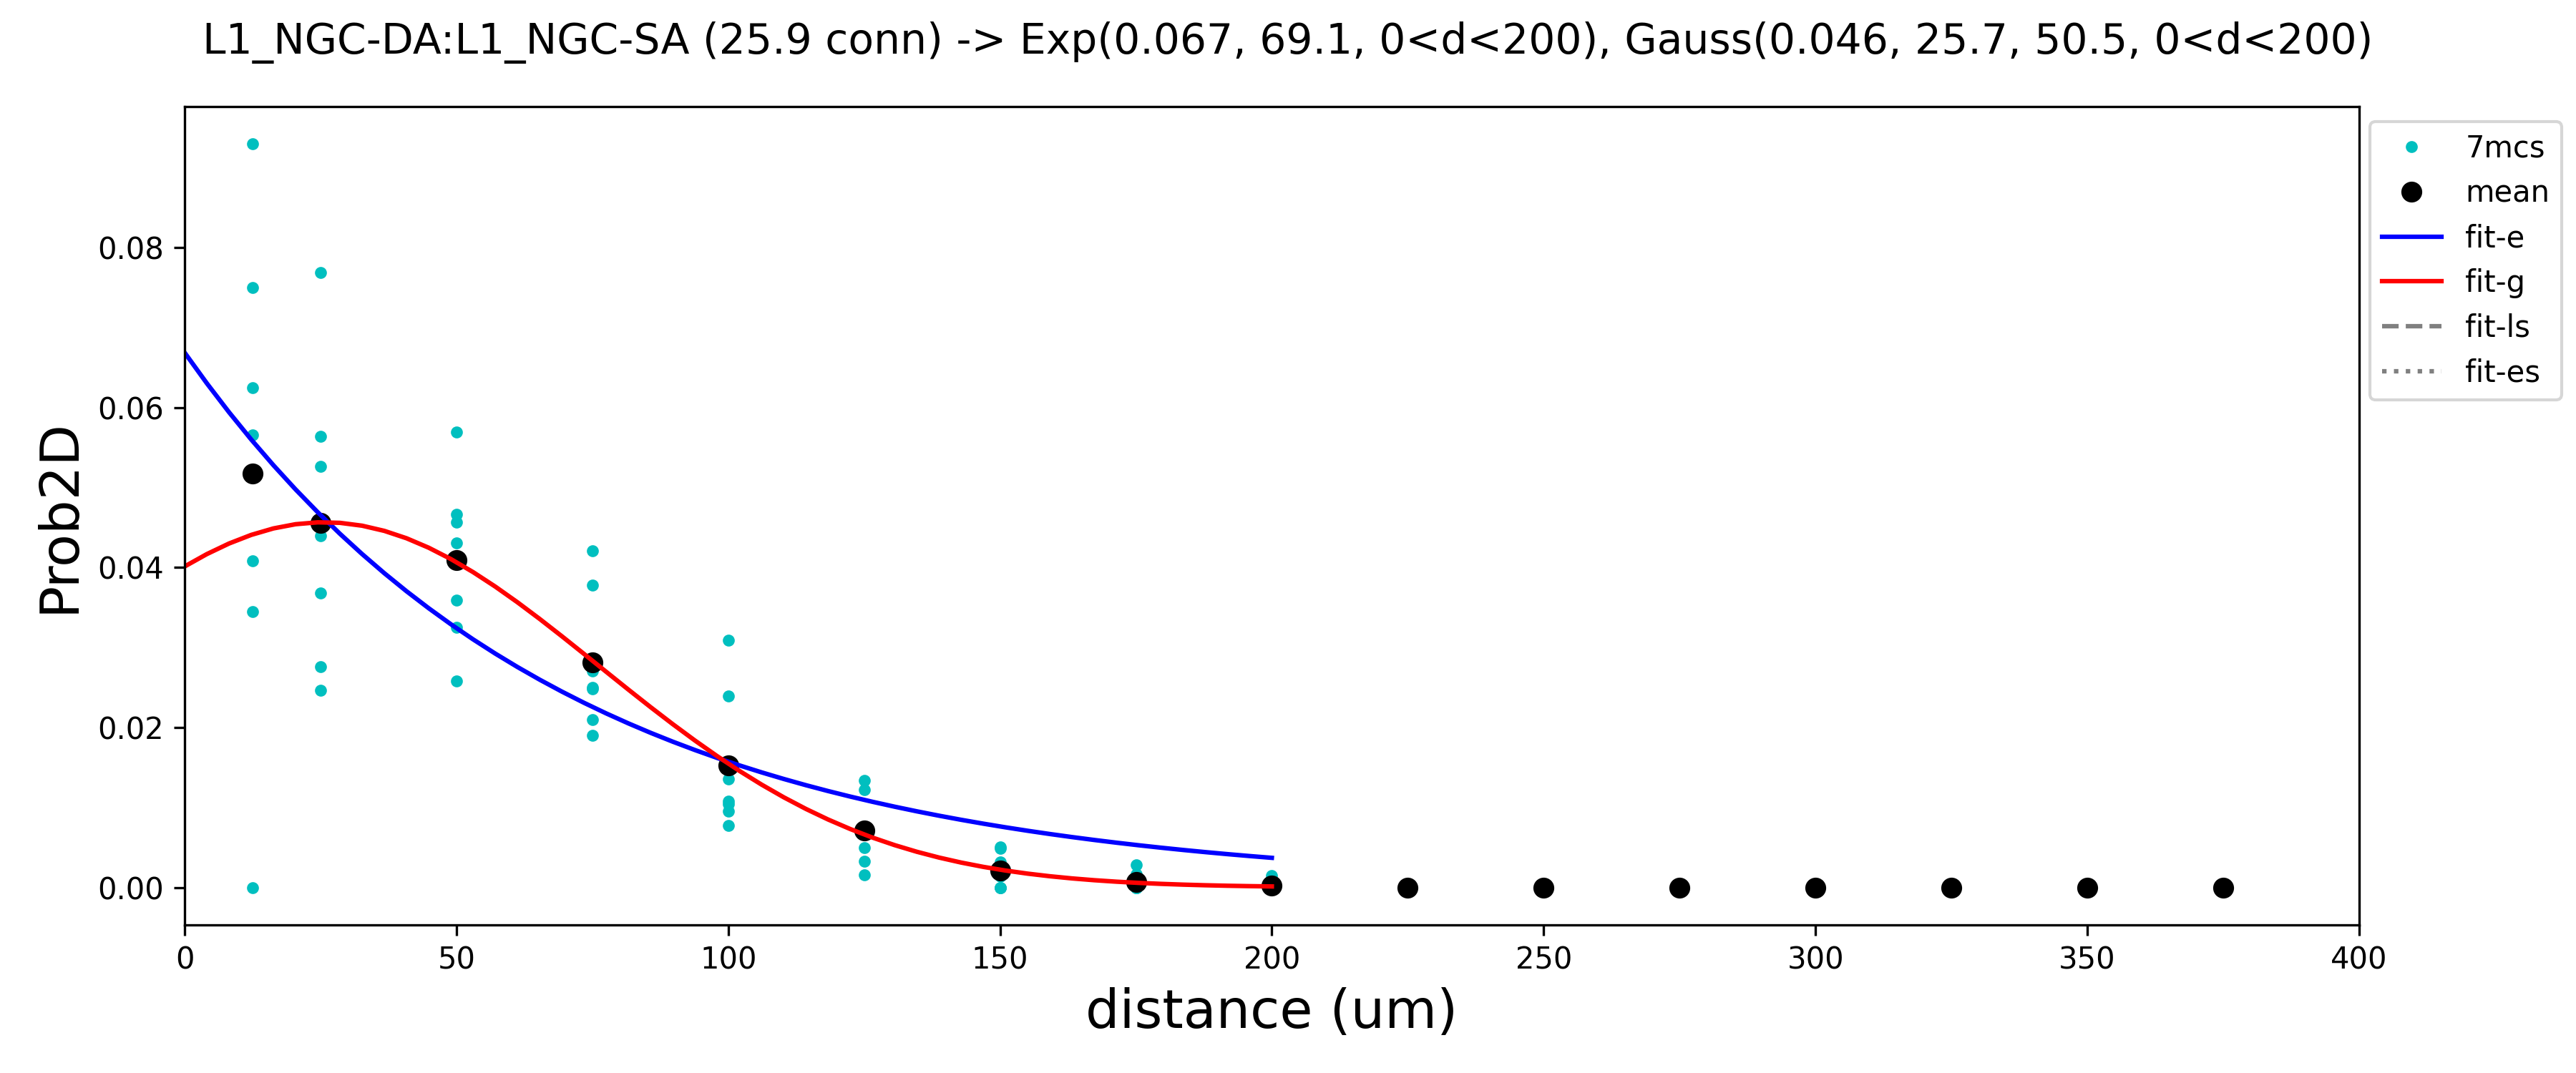 L1_NGC-DA:L1_NGC-SA (25.9 conn) -> Exp(0.067, 69.1, 0<d<200), Gauss(0.046, 25.7, 50.5, 0<d<200)
7mcs
mean
fit-e
fit-g
fit-ls
fit-es
Prob2D
0.08
0.06
0.04
0.02
0.00
0 50 100 150 200 250 300 350 400
distance (um)